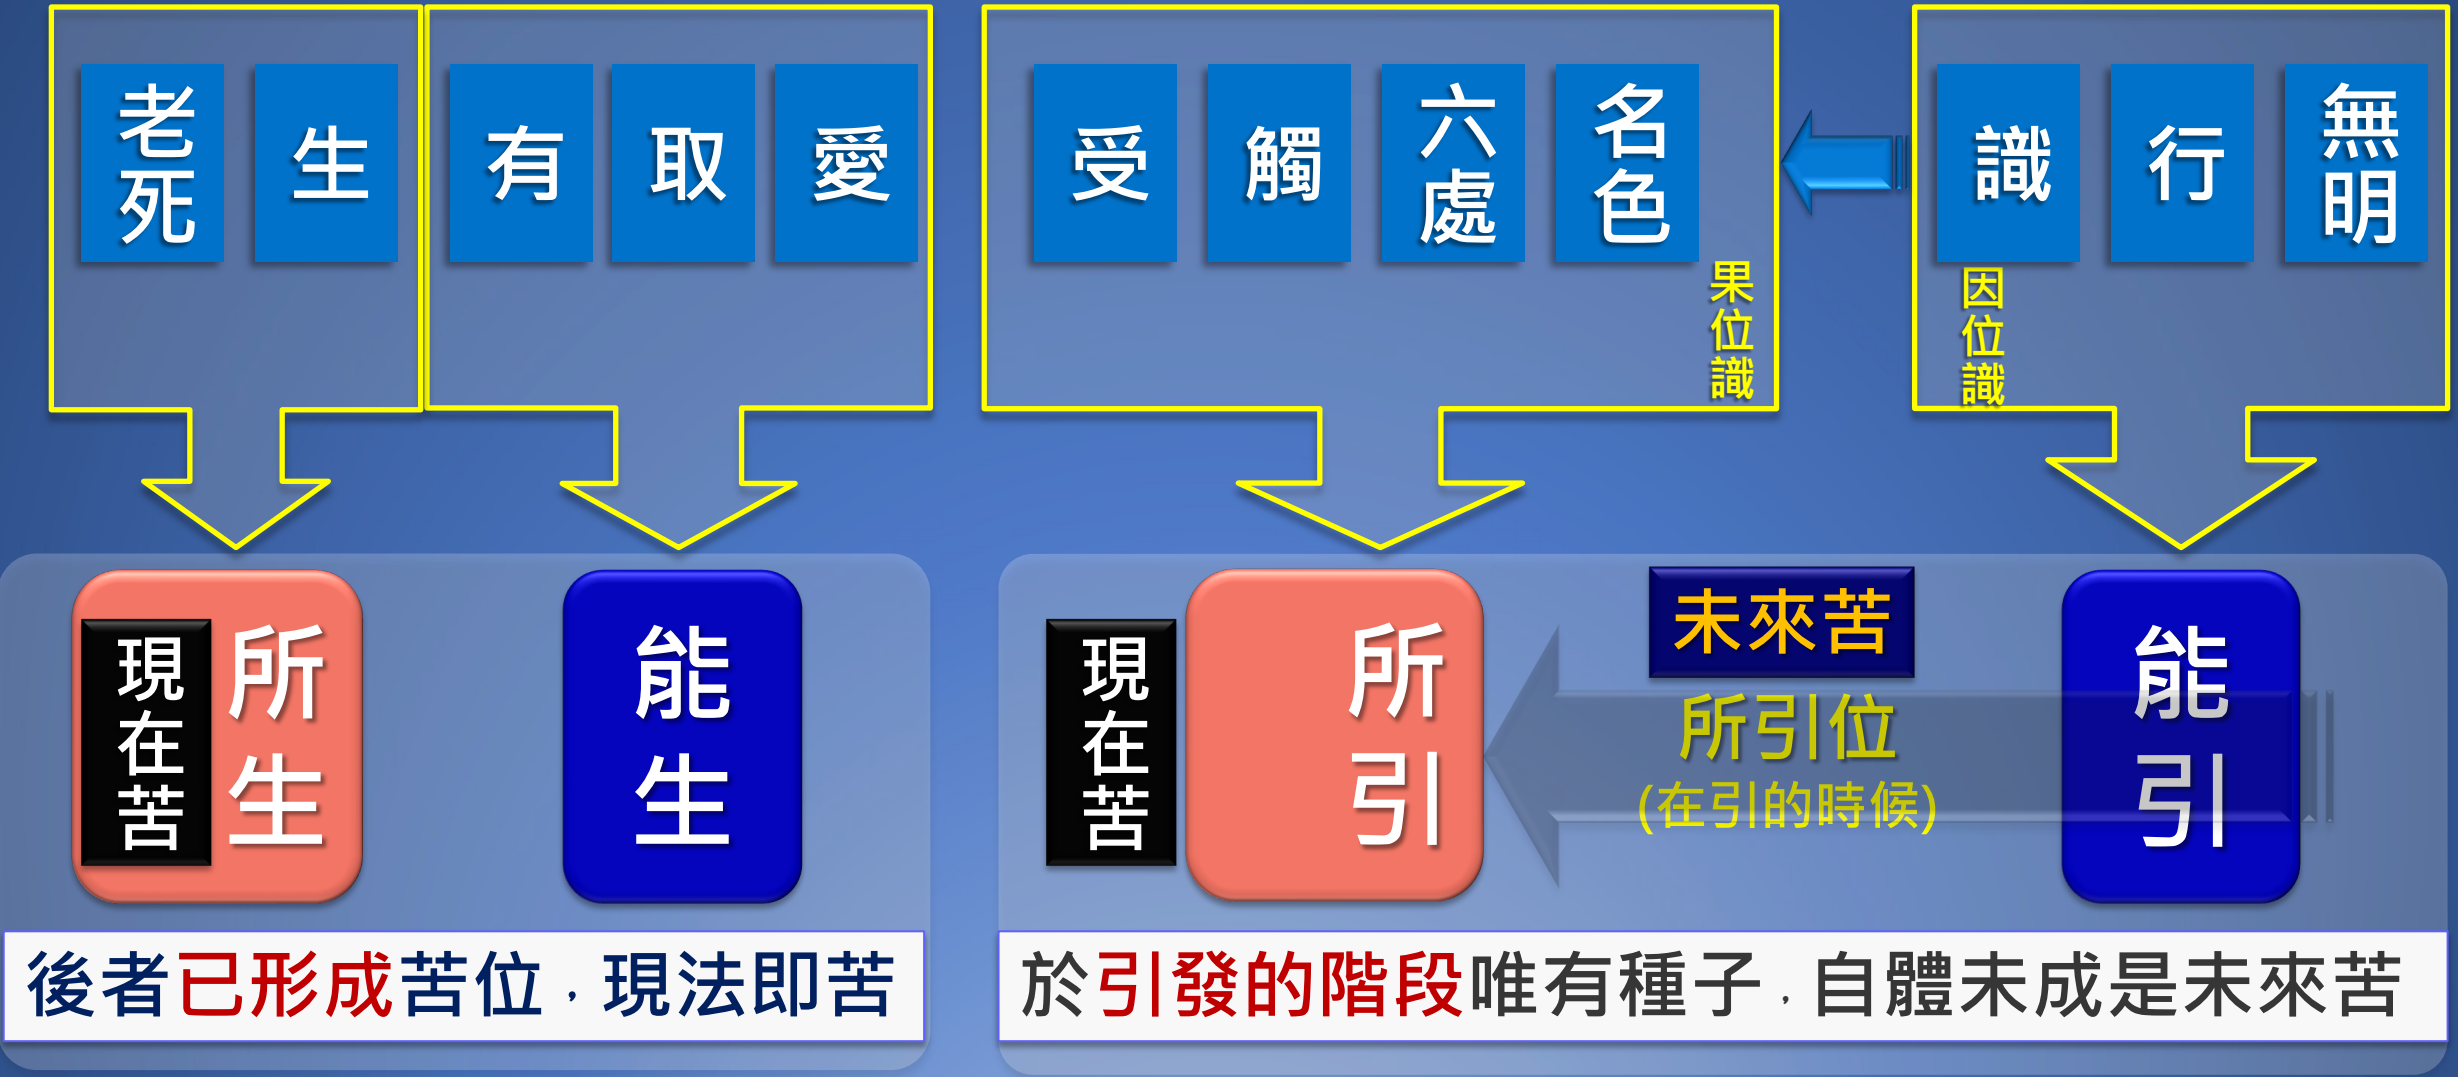 無明
行
識
因位識
名色
六處
觸
受
果位識
愛
取
有
生
老死
能引
未來苦
所引位
(在引的時候)
所引
現在苦
能生
所生
現在苦
於引發的階段唯有種子，自體未成是未來苦
後者已形成苦位，現法即苦